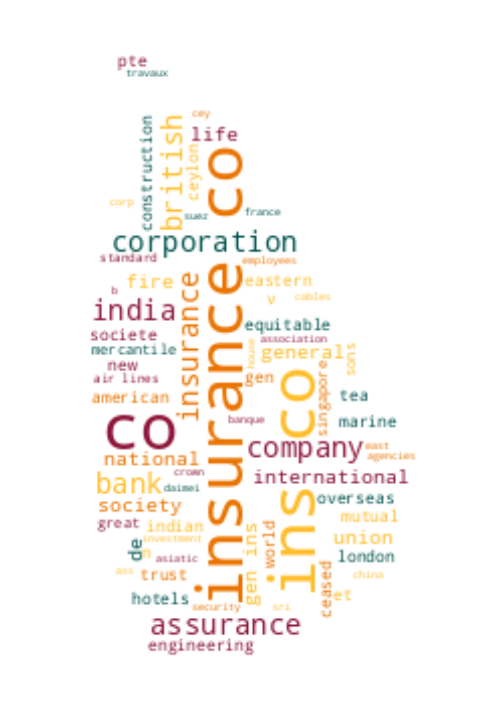 pte
travaux
cey
life
construction
british
ceylon
co
corp
suez
france
corporation
standard
employees
fire
eastern
b
v
cables
india
insurance
insurance
equitable
societe
association
mercantile
house
general
sons
new
air lines
gen
singapore
american
ins co
tea
co
banque
marine
company
east
agencies
national
crown
international
bank
daimei
overseas
society
great
indian
world
mutual
gen ins
union
de
n
investment
asiatic
london
ass
trust
china
ceased
et
hotels
security
sri
assurance
engineering